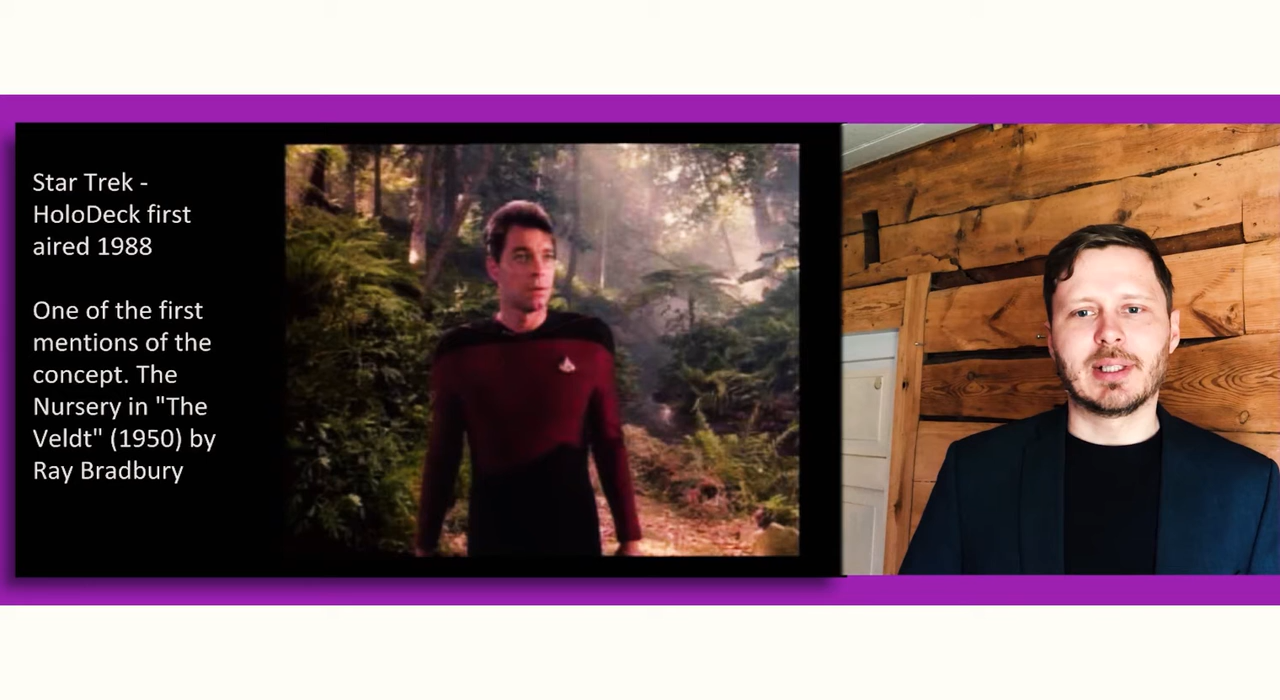 Star Trek -
HoloDeck first
aired 1988
One of the first
mentions of the
concept. The
Nursery in "The
Veldt" (1950) by
Ray Bradbury